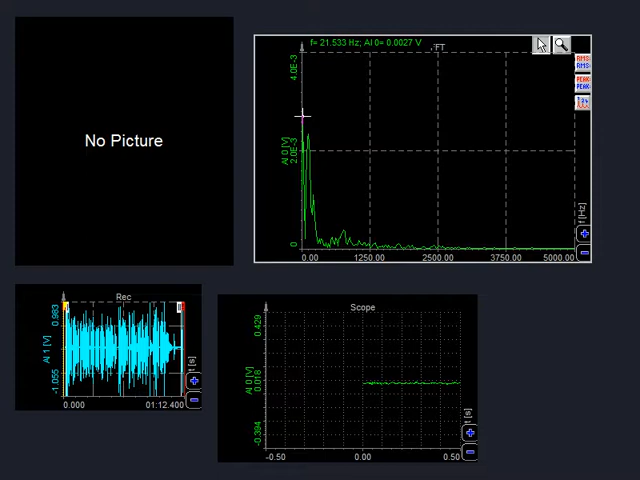 No Picture
f= 21.533 Hz; AI 0= 0.0027 V
FT
4.0E-3
AI 0 [V]
2.0E-3
0
RMS
RMS
PEAK
PEAK
f [Hz]
0.00 1250.00 2500.00 3750.00 5000.00
Rec
0.983
AI 1 [V]
-1.055
t [s]
0.000 01:12.400
Scope
0.429
AI 0 [V]
0.018
-0.394
t [s]
-0.50 0.00 0.50